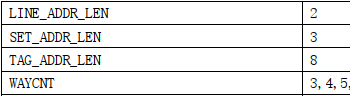 LINE_ADDR_LEN 2
SET_ADDR_LEN 3
TAG_ADDR_LEN 8
WAYCNT 3,4,5,